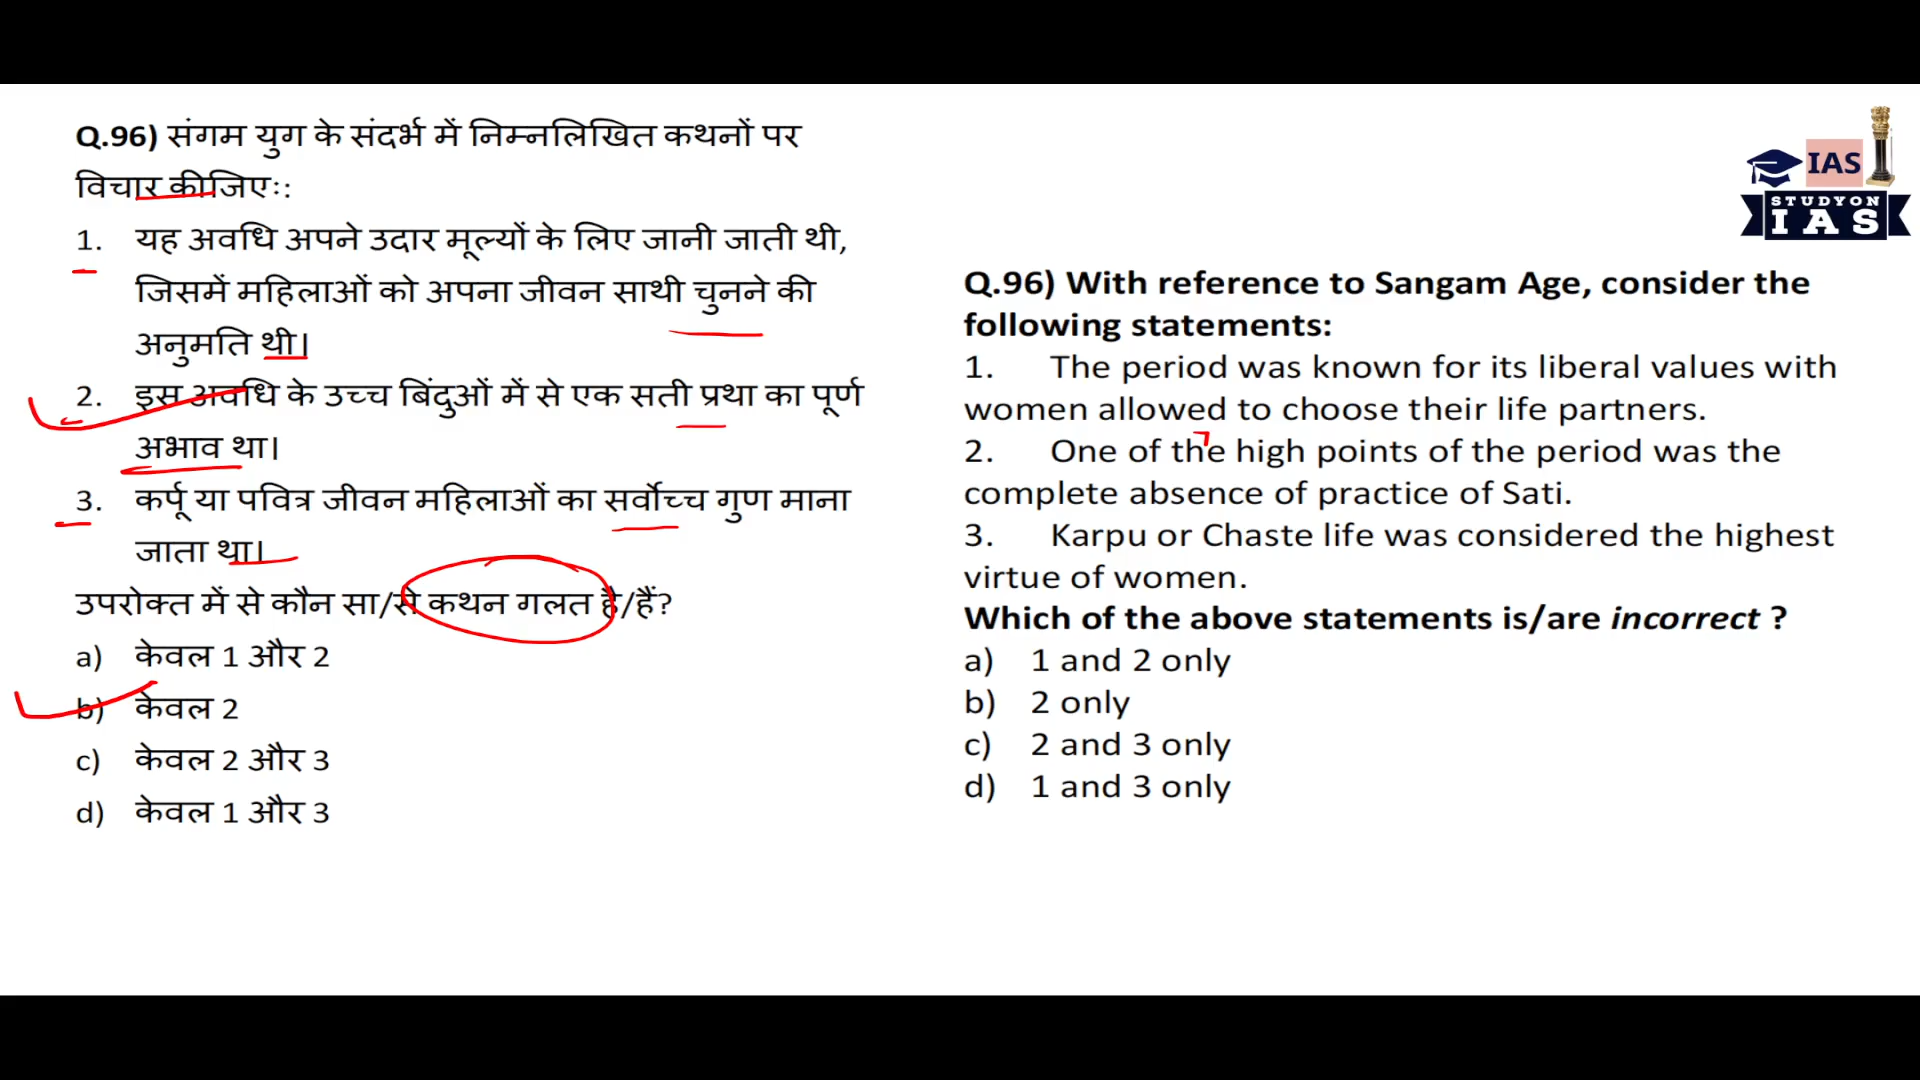 Q.96) संगम युग के संदर्भ में निम्नलिखित कथनों पर
विचार कीजिएः:
1. यह अवधि अपने उदार मूल्यों के लिए जानी जाती थी,
जिसमें महिलाओं को अपना जीवन साथी चुनने की
अनुमति थी।
2. इस अवधि के उच्च बिंदुओं में से एक सती प्रथा का पूर्ण
अभाव था।
3. कर्पू या पवित्र जीवन महिलाओं का सर्वोच्च गुण माना
जाता था।
उपरोक्त में से कौन सा/से कथन गलत है/हैं?
a) केवल 1 और 2
b) केवल 2
c) केवल 2 और 3
d) केवल 1 और 3
IAS
STUDYON
IAS
Q.96) With reference to Sangam Age, consider the
following statements:
1. The period was known for its liberal values with
women allowed to choose their life partners.
2. One of the high points of the period was the
complete absence of practice of Sati.
3. Karpu or Chaste life was considered the highest
virtue of women.
Which of the above statements is/are incorrect ?
a) 1 and 2 only
b) 2 only
c) 2 and 3 only
d) 1 and 3 only